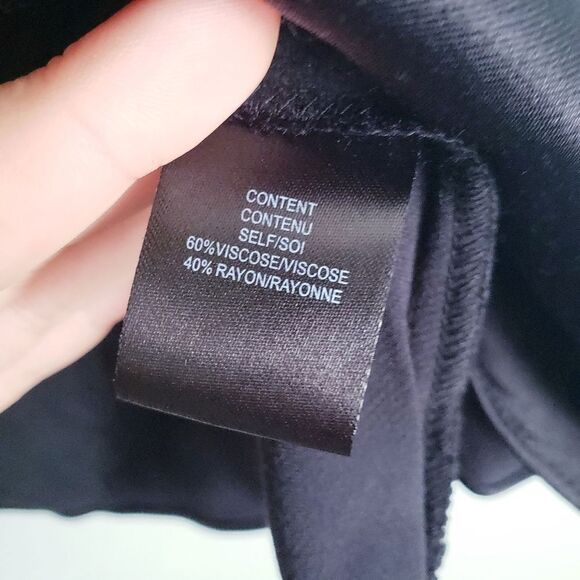 CONTENT
CONTENU
SELF/SOI
60%VISCOSE/VISCOSE
40% RAYON/RAYONNE